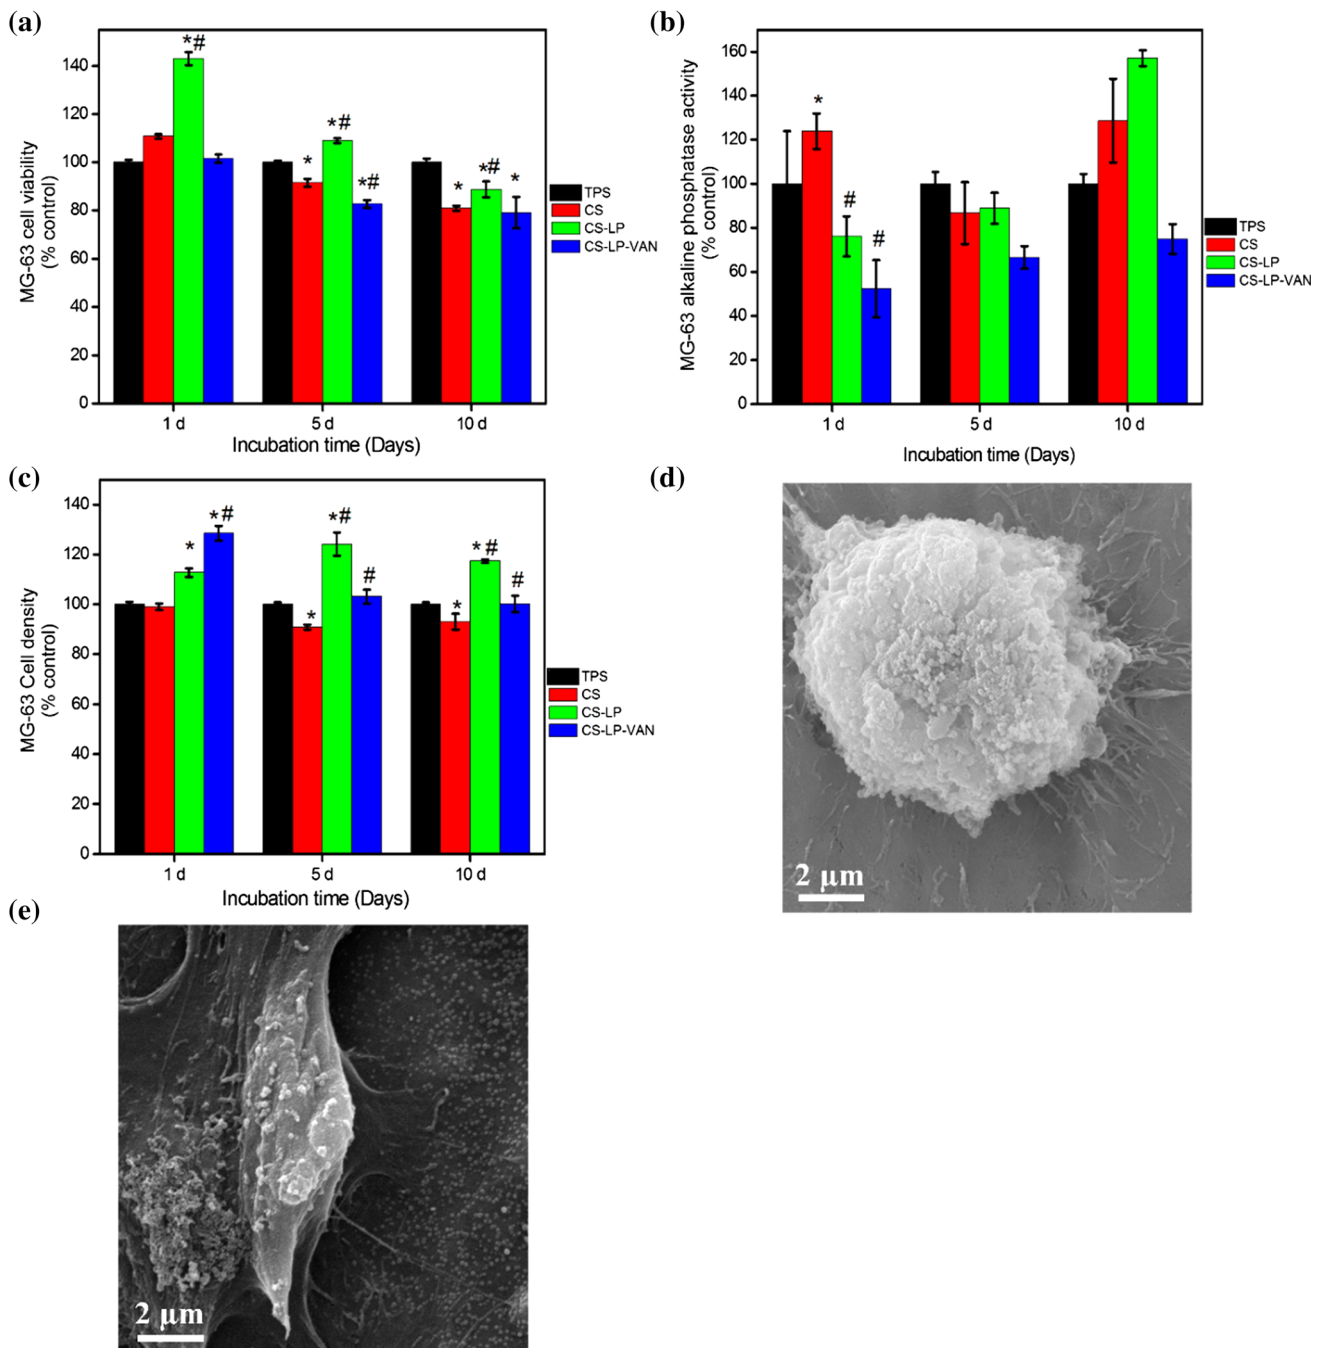 (a)
MG-63 cell viability
(% control)
140
120
100
80
60
40
20
0
*#
*
*#
*#
*
*#
*
1 d
5 d
10 d
Incubation time (Days)
TPS
CS
CS-LP
CS-LP-VAN
(b)
MG-63 alkaline phosphatase activity
(% control)
160
140
120
100
80
60
40
20
0
*
#
#
1 d
5 d
10 d
Incubation time (Days)
TPS
CS
CS-LP
CS-LP-VAN
(c)
MG-63 Cell density
(% control)
140
120
100
80
60
40
20
0
*
*#
*
*#
#
*
*#
#
1 d
5 d
10 d
Incubation time (Days)
TPS
CS
CS-LP
CS-LP-VAN
(d)
2 µm
(e)
2 µm